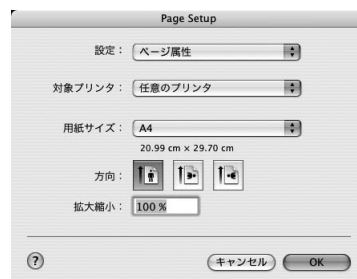 Page Setup
設定： ページ属性
対象プリンタ： 任意のプリンタ
用紙サイズ： A4
20.99 cm × 29.70 cm
方向：
拡大縮小： 100 %
? キャンセル OK